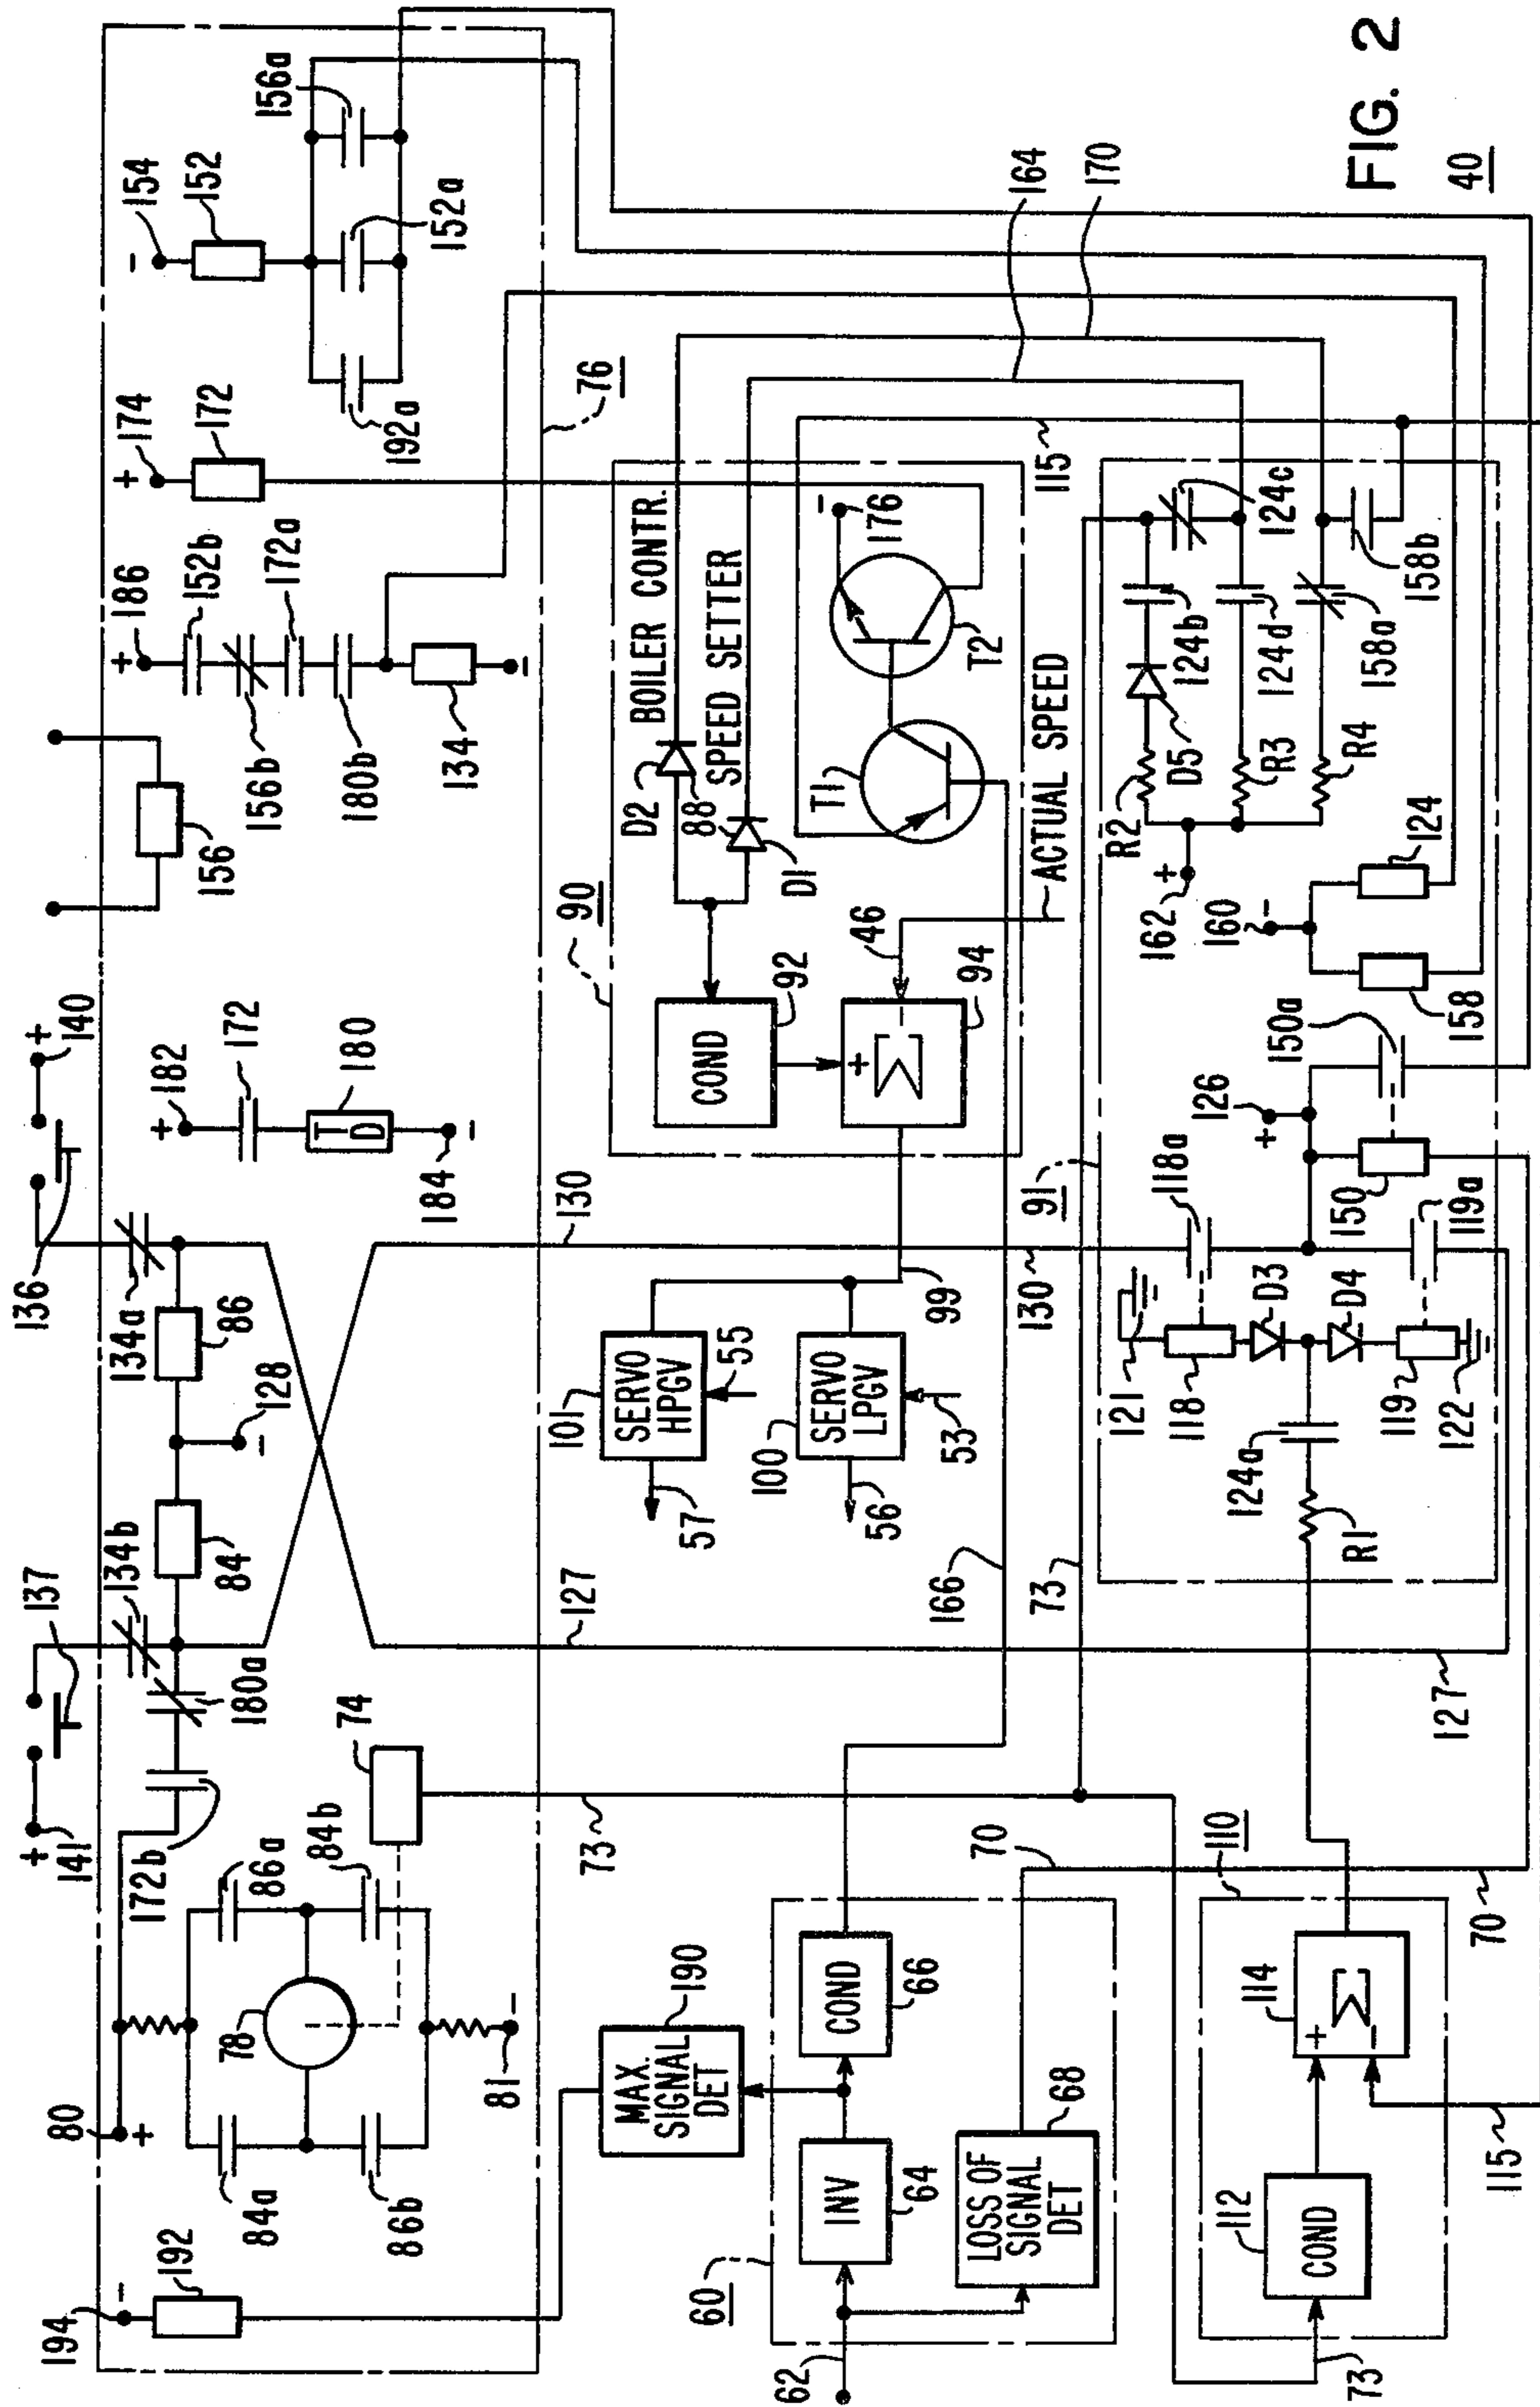 FIG. 2
40
194
192
80
+
−
84a
86b
78
86a
84b
81
−
172b
141
+
137
134b
180a
74
84
128
−
86
134a
136
140
+
182
+
172
180
TD
184
−
156
186
+
152b
156b
172a
180b
134
−
174
+
172
192a
154
−
152
152a
156a
76
90
BOILER CONTR.
SPEED SETTER
D2
88
D1
COND
92
+
Σ
−
94
46
ACTUAL SPEED
T1
T2
176
−
115
164
170
130
127
101
SERVO
HPGV
57
55
100
SERVO
LPGV
56
53
99
166
73
190
MAX.
SIGNAL
DET
60
62
INV
64
COND
66
LOSS OF
SIGNAL
DET
68
70
73
110
112
COND
114
+
Σ
−
73
115
70
127
91
121
118
118a
130
D3
D4
124a
R1
119
122
119a
126
+
150
150a
158
160
−
124
162
+
R2
D5
124b
124c
R3
124d
R4
158a
158b